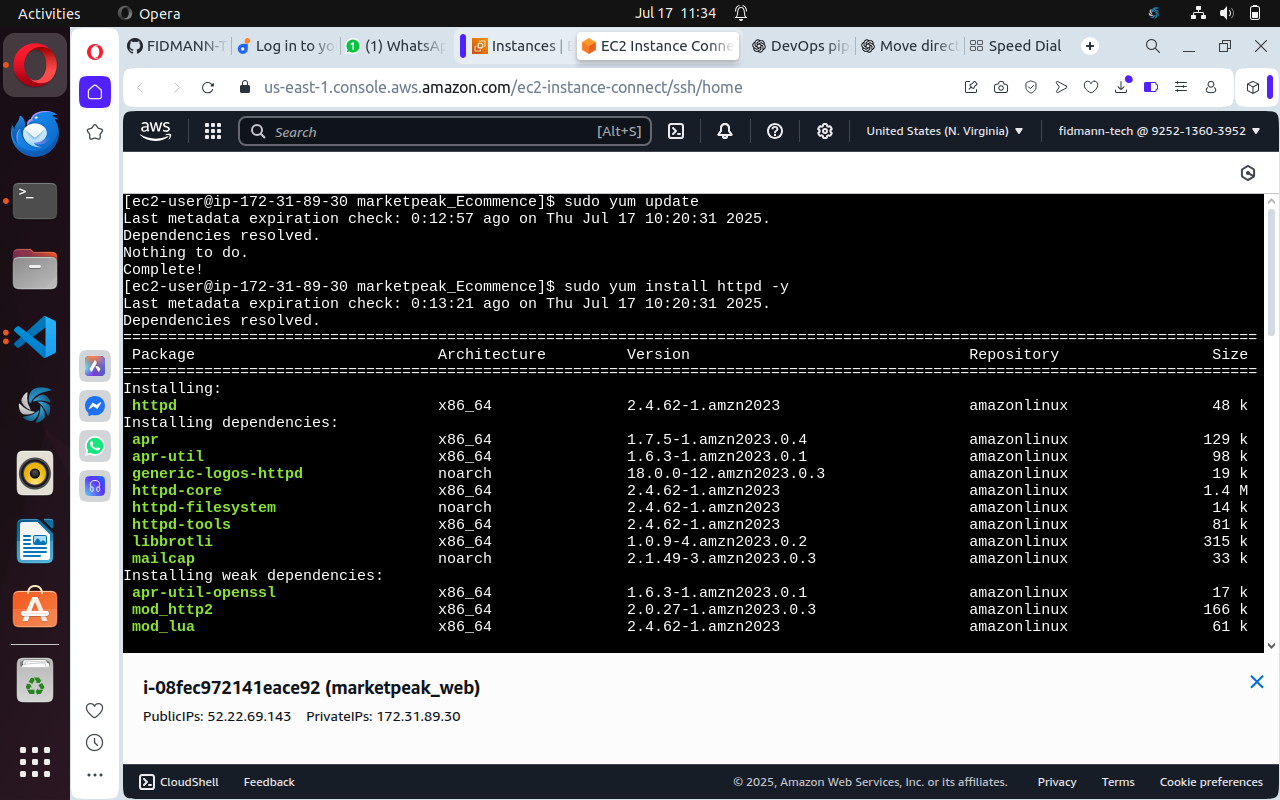 Activities
Opera
Jul 17 11:34
FIDMANN-T
Log in to yo
(1) WhatsAp
Instances | E
EC2 Instance Conne
DevOps pip
Move direct
Speed Dial
us-east-1.console.aws.amazon.com/ec2-instance-connect/ssh/home
aws
Search
[Alt+S]
United States (N. Virginia)
fidmann-tech @ 9252-1360-3952
[ec2-user@ip-172-31-89-30 marketpeak_Ecommence]$ sudo yum update
Last metadata expiration check: 0:12:57 ago on Thu Jul 17 10:20:31 2025.
Dependencies resolved.
Nothing to do.
Complete!
[ec2-user@ip-172-31-89-30 marketpeak_Ecommence]$ sudo yum install httpd -y
Last metadata expiration check: 0:13:21 ago on Thu Jul 17 10:20:31 2025.
Dependencies resolved.
Package Architecture Version Repository Size
Installing:
httpd x86_64 2.4.62-1.amzn2023 amazonlinux 48 k
Installing dependencies:
apr x86_64 1.7.5-1.amzn2023.0.4 amazonlinux 129 k
apr-util x86_64 1.6.3-1.amzn2023.0.1 amazonlinux 98 k
generic-logos-httpd noarch 18.0.0-12.amzn2023.0.3 amazonlinux 19 k
httpd-core x86_64 2.4.62-1.amzn2023 amazonlinux 1.4 M
httpd-filesystem noarch 2.4.62-1.amzn2023 amazonlinux 14 k
httpd-tools x86_64 2.4.62-1.amzn2023 amazonlinux 81 k
libbrotli x86_64 1.0.9-4.amzn2023.0.2 amazonlinux 315 k
mailcap noarch 2.1.49-3.amzn2023.0.3 amazonlinux 33 k
Installing weak dependencies:
apr-util-openssl x86_64 1.6.3-1.amzn2023.0.1 amazonlinux 17 k
mod_http2 x86_64 2.0.27-1.amzn2023.0.3 amazonlinux 166 k
mod_lua x86_64 2.4.62-1.amzn2023 amazonlinux 61 k
i-08fec972141eace92 (marketpeak_web)
PublicIPs: 52.22.69.143 PrivateIPs: 172.31.89.30
CloudShell
Feedback
© 2025, Amazon Web Services, Inc. or its affiliates.
Privacy
Terms
Cookie preferences